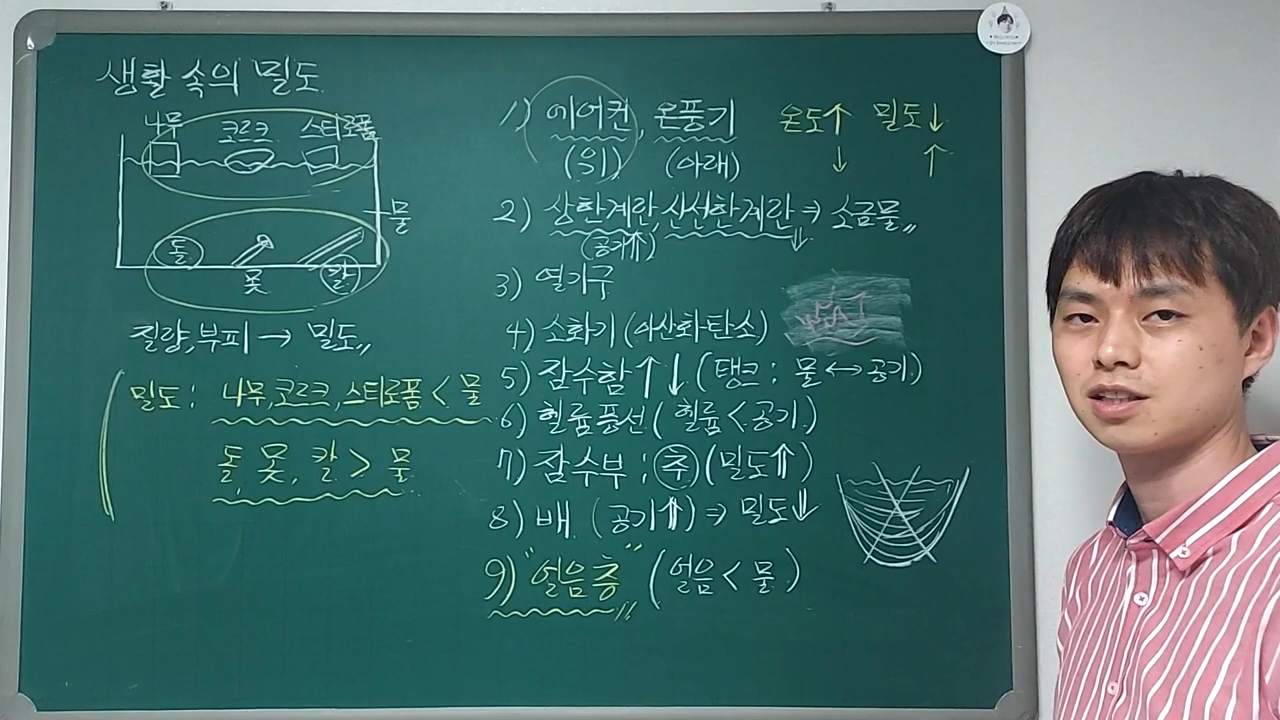 생활 속의 밀도
나무 코르크 스티로폼
물
돌 못 칼
질량, 부피 → 밀도〃
밀도: 나무, 코르크, 스티로폼 < 물
돌, 못, 칼 > 물
1) 에어컨, 온풍기 온도↑ 밀도↓
(위) (아래) ↓ ↑
2) 상한계란, 신선한계란 ⇒ 소금물〃
(공기⇑) ⇓
3) 열기구
4) 소화기 (이산화탄소)
5) 잠수함 ↑↓ (탱크: 물 ↔ 공기)
6) 헬륨풍선 (헬륨 < 공기)
7) 잠수부: 추 (밀도⇑)
8) 배 (공기⇑) ⇒ 밀도⇓
9) "얼음층" (얼음 < 물)